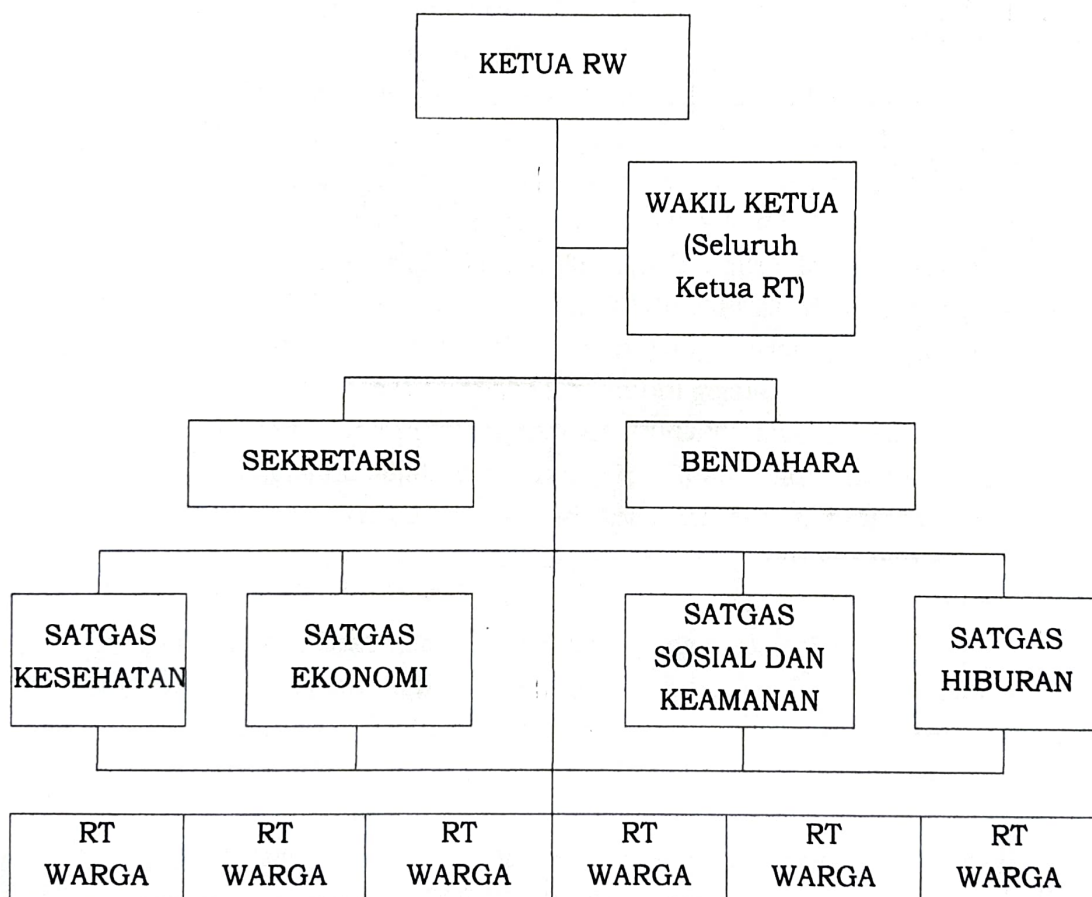 KETUA RW
WAKIL KETUA
(Seluruh
Ketua RT)
SEKRETARIS
BENDAHARA
SATGAS
KESEHATAN
SATGAS
EKONOMI
SATGAS
SOSIAL DAN
KEAMANAN
SATGAS
HIBURAN
RT
WARGA
RT
WARGA
RT
WARGA
RT
WARGA
RT
WARGA
RT
WARGA